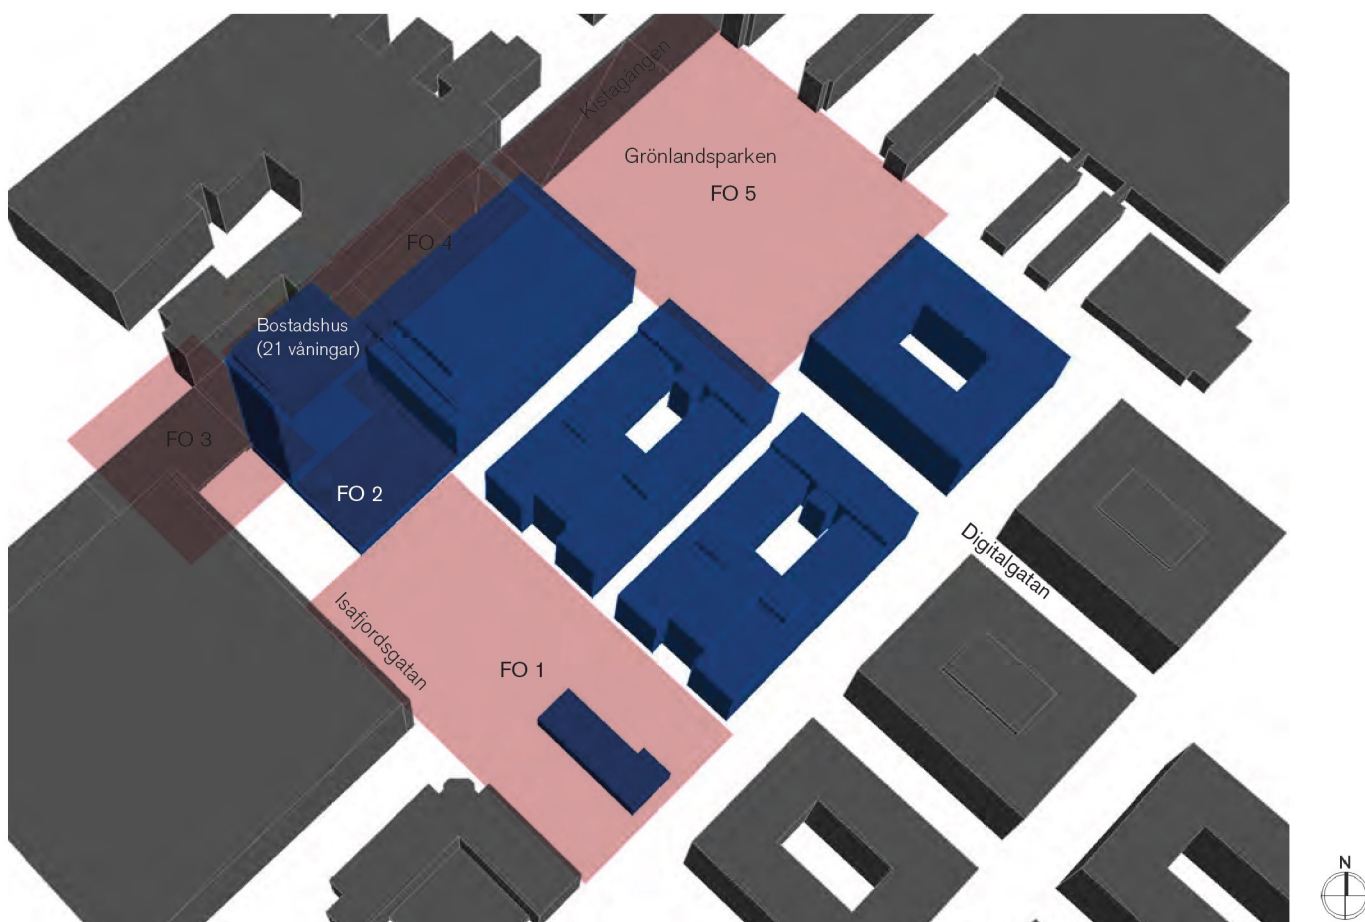 Kistagången
Grönlandsparken
FO 5
FO 4
Bostadshus
(21 våningar)
FO 3
FO 2
Digitalgatan
Isafjordsgatan
FO 1
N